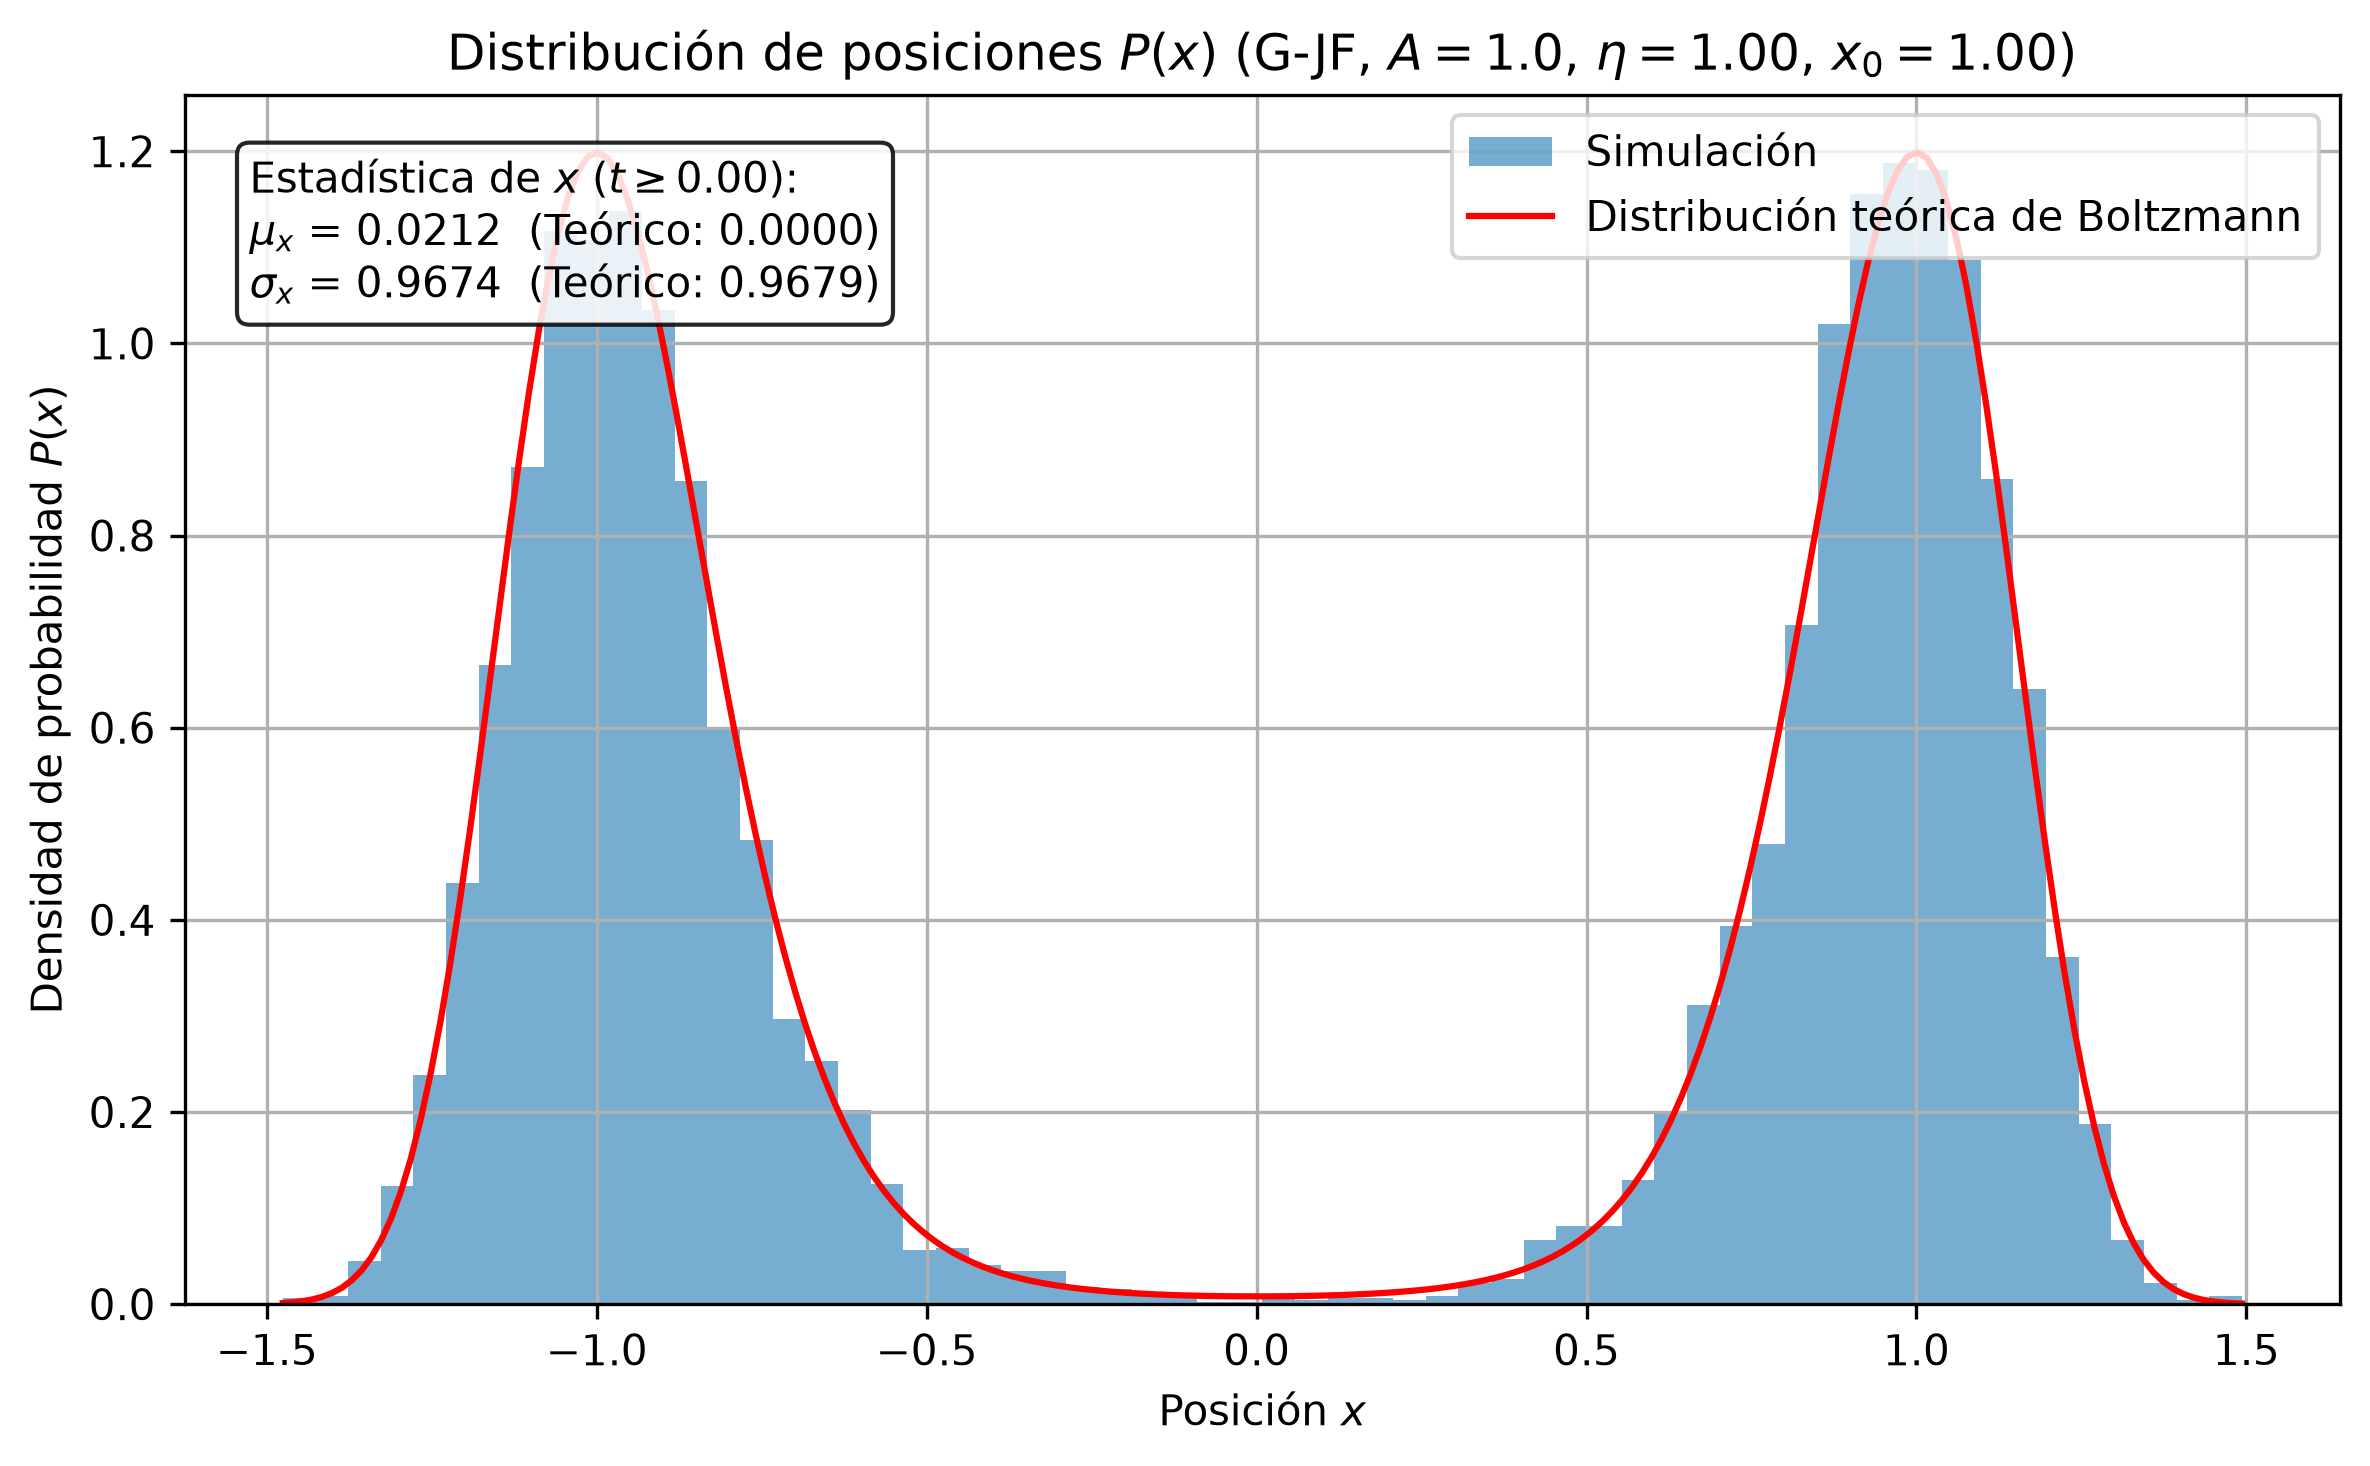 Distribución de posiciones P(x) (G-JF, A = 1.0, η = 1.00, x₀ = 1.00)
Estadística de x (t ≥ 0.00):
μₓ = 0.0212 (Teórico: 0.0000)
σₓ = 0.9674 (Teórico: 0.9679)
Simulación
Distribución teórica de Boltzmann
Densidad de probabilidad P(x)
1.2
1.0
0.8
0.6
0.4
0.2
0.0
−1.5 −1.0 −0.5 0.0 0.5 1.0 1.5
Posición x